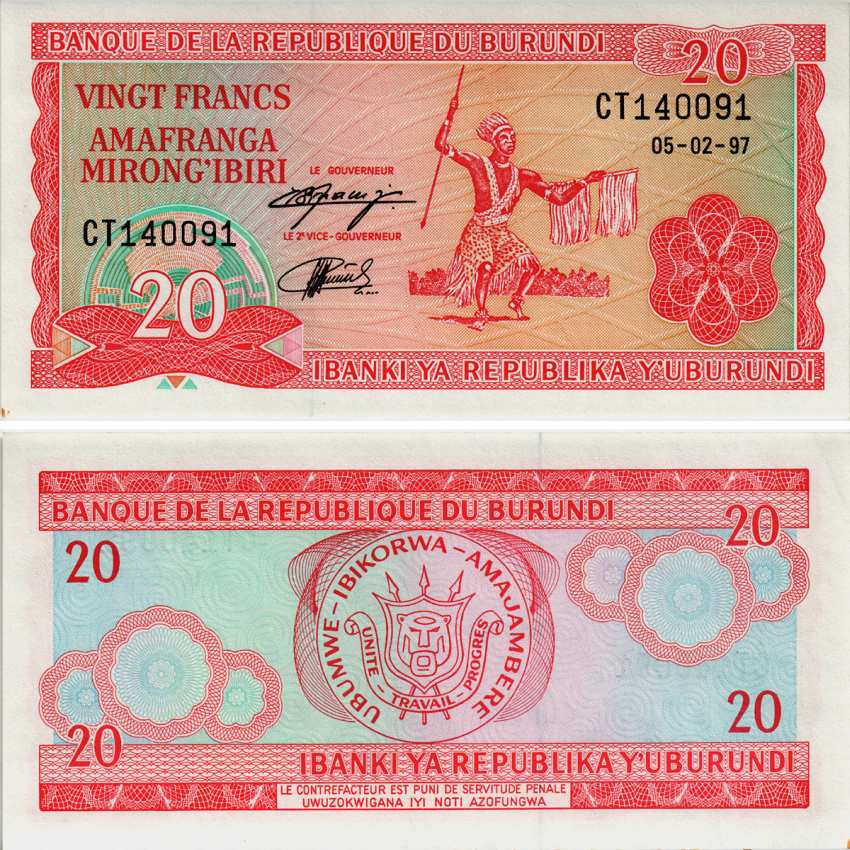 BANQUE DE LA REPUBLIQUE DU BURUNDI
20
VINGT FRANCS
AMAFRANGA
MIRONG'IBIRI
CT140091
05-02-97
LE GOUVERNEUR
CT140091
LE 2e VICE-GOUVERNEUR
20
IBANKI YA REPUBLIKA Y'UBURUNDI
BANQUE DE LA REPUBLIQUE DU BURUNDI
20
20
UBUMWE - IBIKORWA - AMAJAMBERE
UNITE - TRAVAIL - PROGRES
20
20
IBANKI YA REPUBLIKA Y'UBURUNDI
LE CONTREFACTEUR EST PUNI DE SERVITUDE PENALE
UWUZOKWIGANA IYI NOTI AZOFUNGWA